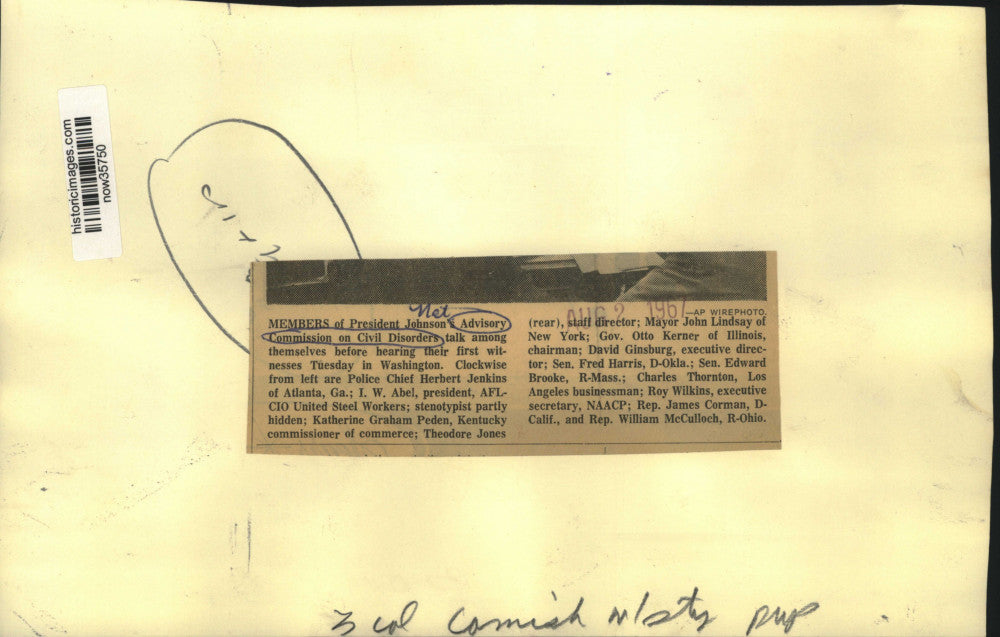 historicimages.com
now35750
Nat
AUG 2 1967
—AP WIREPHOTO.
MEMBERS of President Johnson's Advisory
Commission on Civil Disorders talk among
themselves before hearing their first wit-
nesses Tuesday in Washington. Clockwise
from left are Police Chief Herbert Jenkins
of Atlanta, Ga.; I. W. Abel, president, AFL-
CIO United Steel Workers; stenotypist partly
hidden; Katherine Graham Peden, Kentucky
commissioner of commerce; Theodore Jones
(rear), staff director; Mayor John Lindsay of
New York; Gov. Otto Kerner of Illinois,
chairman; David Ginsburg, executive direc-
tor; Sen. Fred Harris, D-Okla.; Sen. Edward
Brooke, R-Mass.; Charles Thornton, Los
Angeles businessman; Roy Wilkins, executive
secretary, NAACP; Rep. James Corman, D-
Calif., and Rep. William McCulloch, R-Ohio.
3 col Comish w/sty